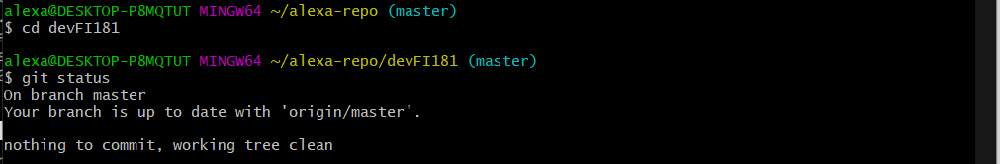 alexa@DESKTOP-P8MQTUT MINGW64 ~/alexa-repo (master)
$ cd devFI181
alexa@DESKTOP-P8MQTUT MINGW64 ~/alexa-repo/devFI181 (master)
$ git status
On branch master
Your branch is up to date with 'origin/master'.
nothing to commit, working tree clean